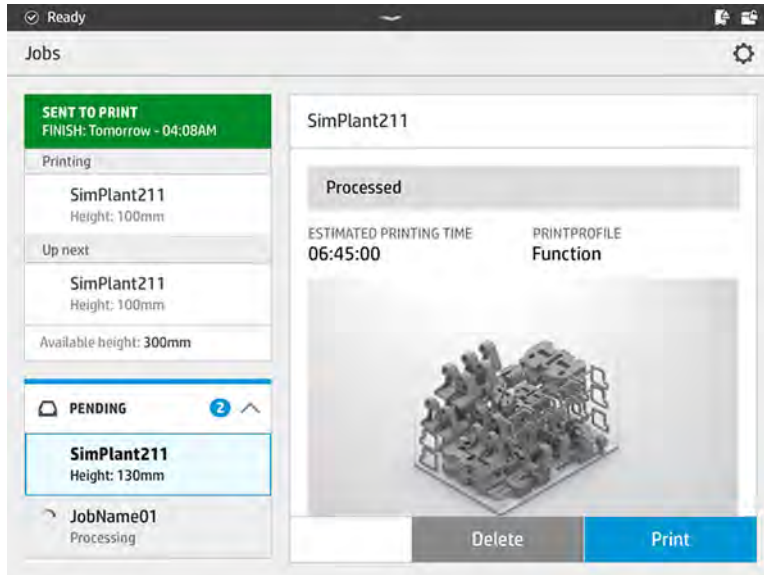 Ready
Jobs
SENT TO PRINT
FINISH: Tomorrow - 04:08AM
Printing
SimPlant211
Height: 100mm
Up next
SimPlant211
Height: 100mm
Available height: 300mm
PENDING 2
SimPlant211
Height: 130mm
JobName01
Processing
SimPlant211
Processed
ESTIMATED PRINTING TIME
06:45:00
PRINTPROFILE
Function
Delete
Print